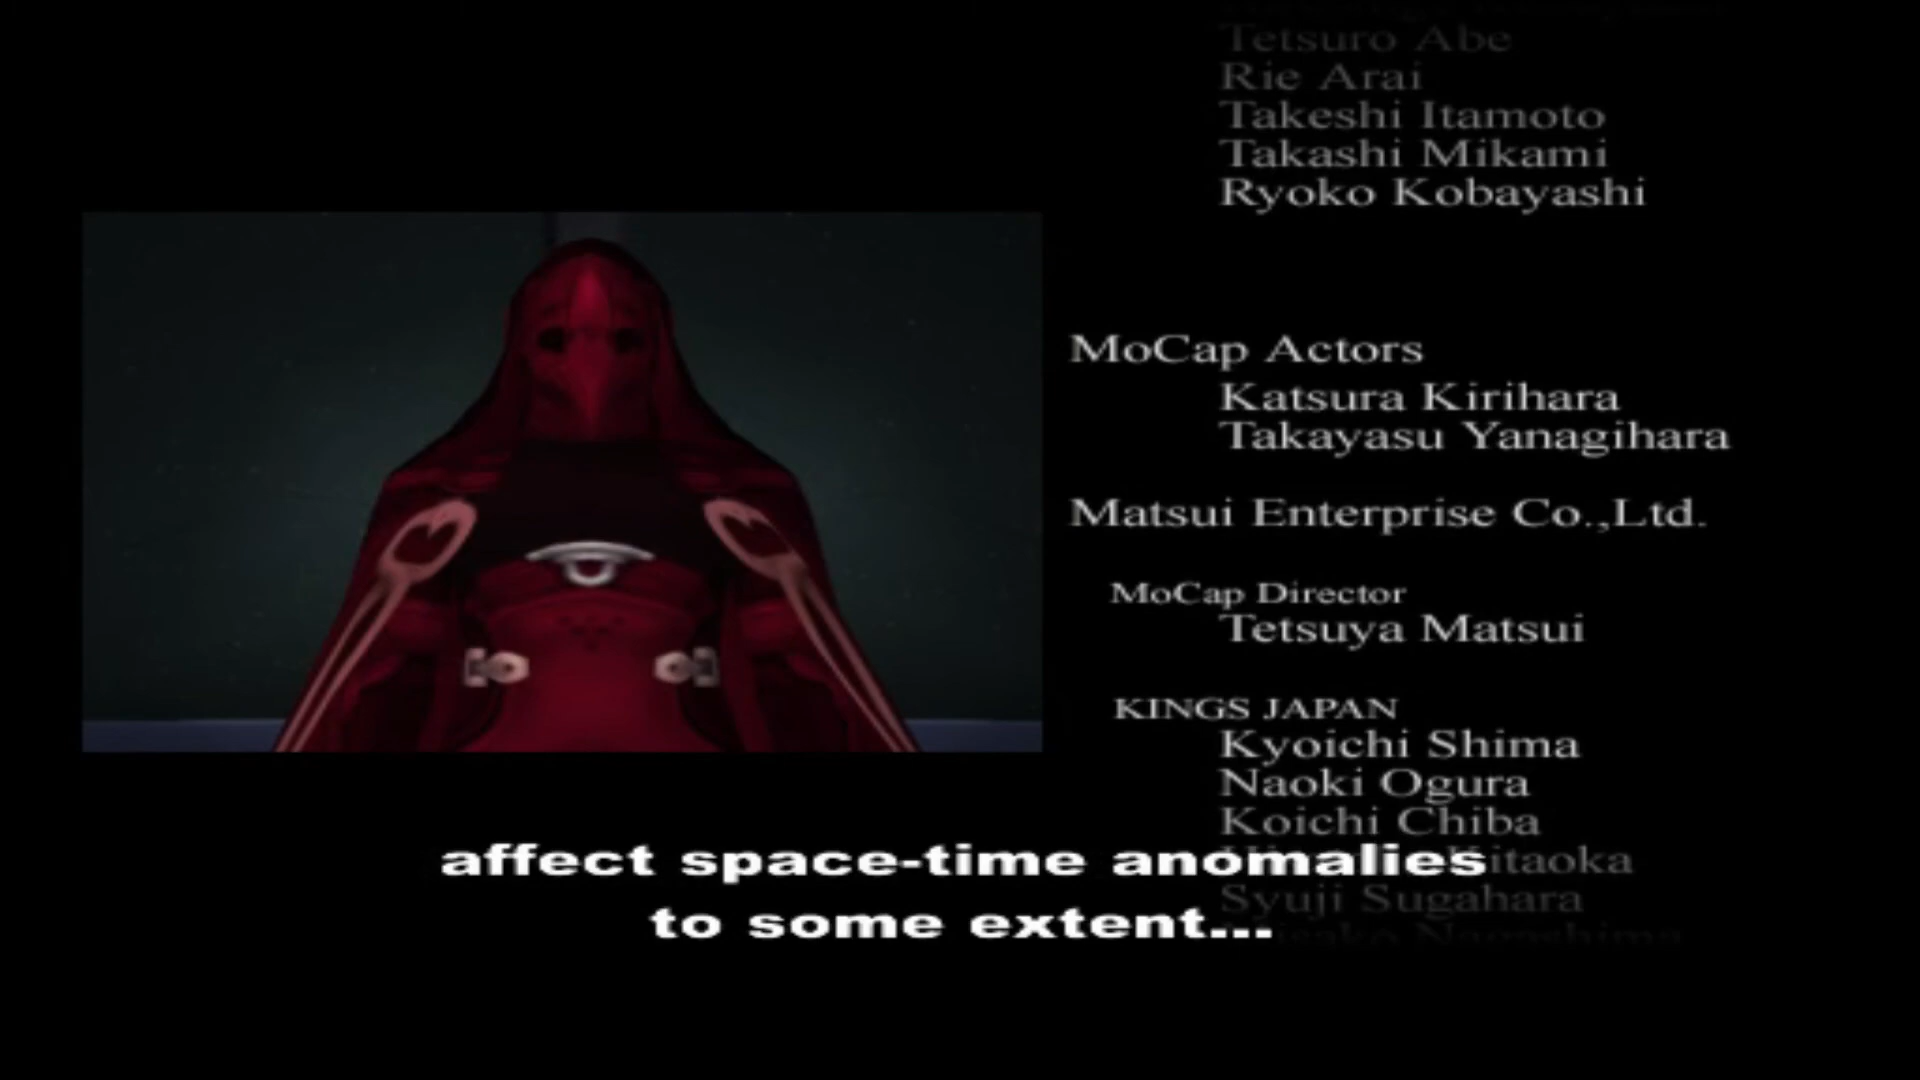 Tetsuro Abe
Rie Arai
Takeshi Itamoto
Takashi Mikami
Ryoko Kobayashi
MoCap Actors
Katsura Kirihara
Takayasu Yanagihara
Matsui Enterprise Co.,Ltd.
MoCap Director
Tetsuya Matsui
KINGS JAPAN
Kyoichi Shima
Naoki Ogura
Koichi Chiba
Syuji Sugahara
affect space-time anomalies
to some extent...